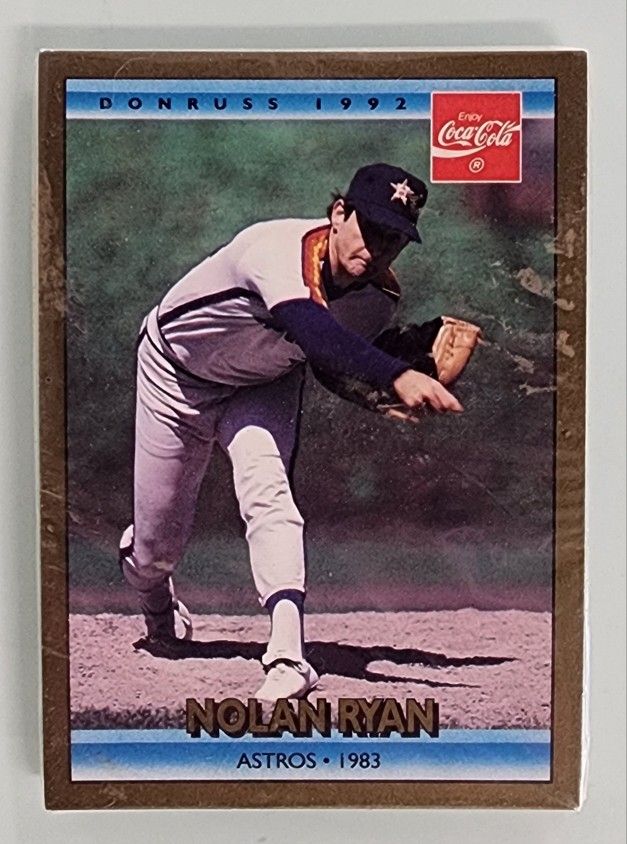 DONRUSS 1992
Enjoy
Coca-Cola
®
NOLAN RYAN
ASTROS • 1983